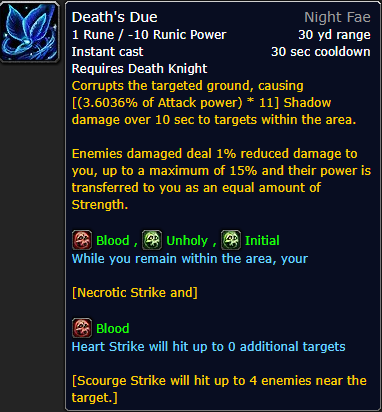 Death's Due Night Fae
1 Rune / -10 Runic Power 30 yd range
Instant cast 30 sec cooldown
Requires Death Knight
Corrupts the targeted ground, causing
[(3.6036% of Attack power) * 11] Shadow
damage over 10 sec to targets within the area.
Enemies damaged deal 1% reduced damage to
you, up to a maximum of 15% and their power is
transferred to you as an equal amount of
Strength.
Blood , Unholy , Initial
While you remain within the area, your
[Necrotic Strike and]
Blood
Heart Strike will hit up to 0 additional targets
[Scourge Strike will hit up to 4 enemies near the
target.]